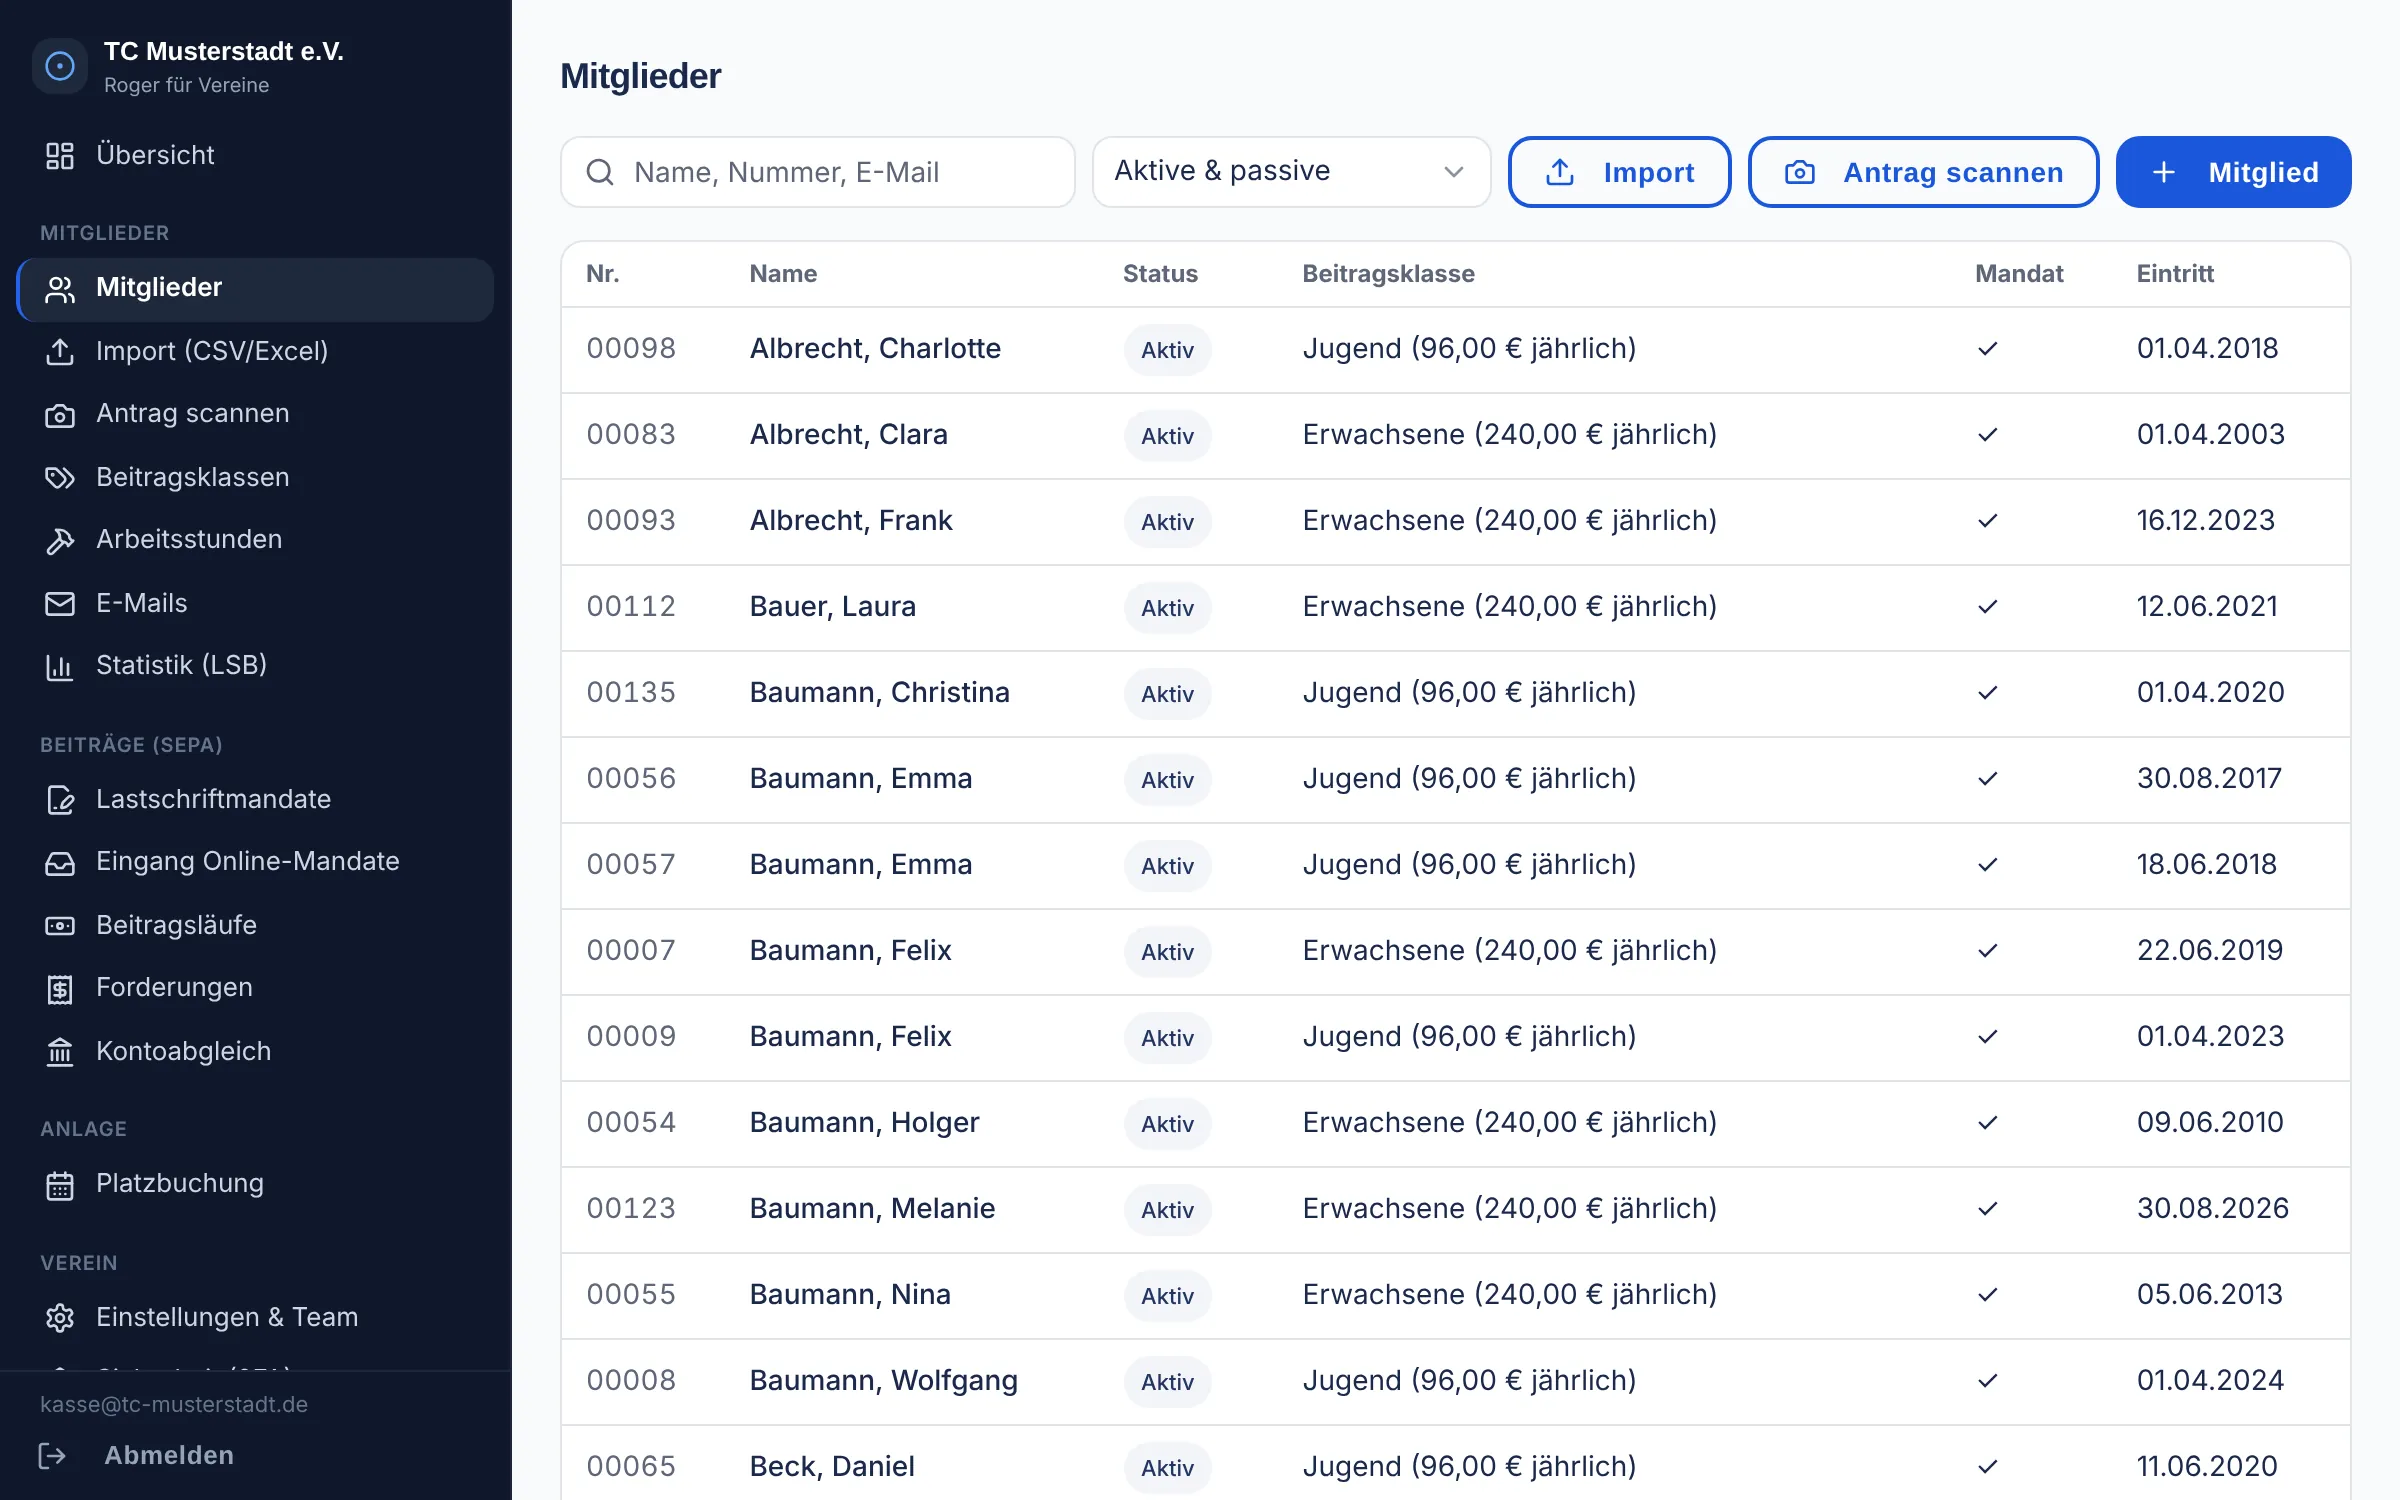 TC Musterstadt e.V.
Roger für Vereine
Übersicht
MITGLIEDER
Mitglieder
Import (CSV/Excel)
Antrag scannen
Beitragsklassen
Arbeitsstunden
E-Mails
Statistik (LSB)
BEITRÄGE (SEPA)
Lastschriftmandate
Eingang Online-Mandate
Beitragsläufe
Forderungen
Kontoabgleich
ANLAGE
Platzbuchung
VEREIN
Einstellungen & Team
kasse@tc-musterstadt.de
Abmelden
Mitglieder
Name, Nummer, E-Mail
Aktive & passive
Import
Antrag scannen
Mitglied
Nr. Name Status Beitragsklasse Mandat Eintritt
00098 Albrecht, Charlotte Aktiv Jugend (96,00 € jährlich) ✓ 01.04.2018
00083 Albrecht, Clara Aktiv Erwachsene (240,00 € jährlich) ✓ 01.04.2003
00093 Albrecht, Frank Aktiv Erwachsene (240,00 € jährlich) ✓ 16.12.2023
00112 Bauer, Laura Aktiv Erwachsene (240,00 € jährlich) ✓ 12.06.2021
00135 Baumann, Christina Aktiv Jugend (96,00 € jährlich) ✓ 01.04.2020
00056 Baumann, Emma Aktiv Jugend (96,00 € jährlich) ✓ 30.08.2017
00057 Baumann, Emma Aktiv Jugend (96,00 € jährlich) ✓ 18.06.2018
00007 Baumann, Felix Aktiv Erwachsene (240,00 € jährlich) ✓ 22.06.2019
00009 Baumann, Felix Aktiv Jugend (96,00 € jährlich) ✓ 01.04.2023
00054 Baumann, Holger Aktiv Erwachsene (240,00 € jährlich) ✓ 09.06.2010
00123 Baumann, Melanie Aktiv Erwachsene (240,00 € jährlich) ✓ 30.08.2026
00055 Baumann, Nina Aktiv Erwachsene (240,00 € jährlich) ✓ 05.06.2013
00008 Baumann, Wolfgang Aktiv Jugend (96,00 € jährlich) ✓ 01.04.2024
00065 Beck, Daniel Aktiv Jugend (96,00 € jährlich) ✓ 11.06.2020